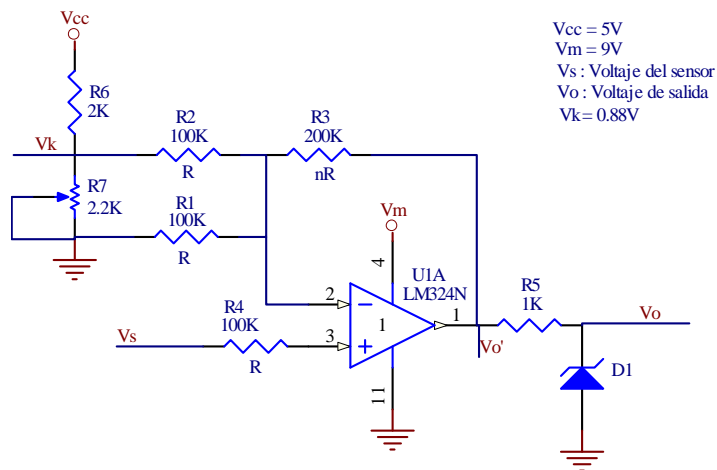 Vcc
Vcc = 5V
Vm = 9V
Vs : Voltaje del sensor
Vo : Voltaje de salida
Vk = 0.88V
R6
2K
Vk
R2
100K
R
R3
200K
nR
R7
2.2K
R1
100K
R
Vm
4
U1A
LM324N
2
1
1
3
11
R4
100K
R
Vs
R5
1K
Vo
Vo'
D1